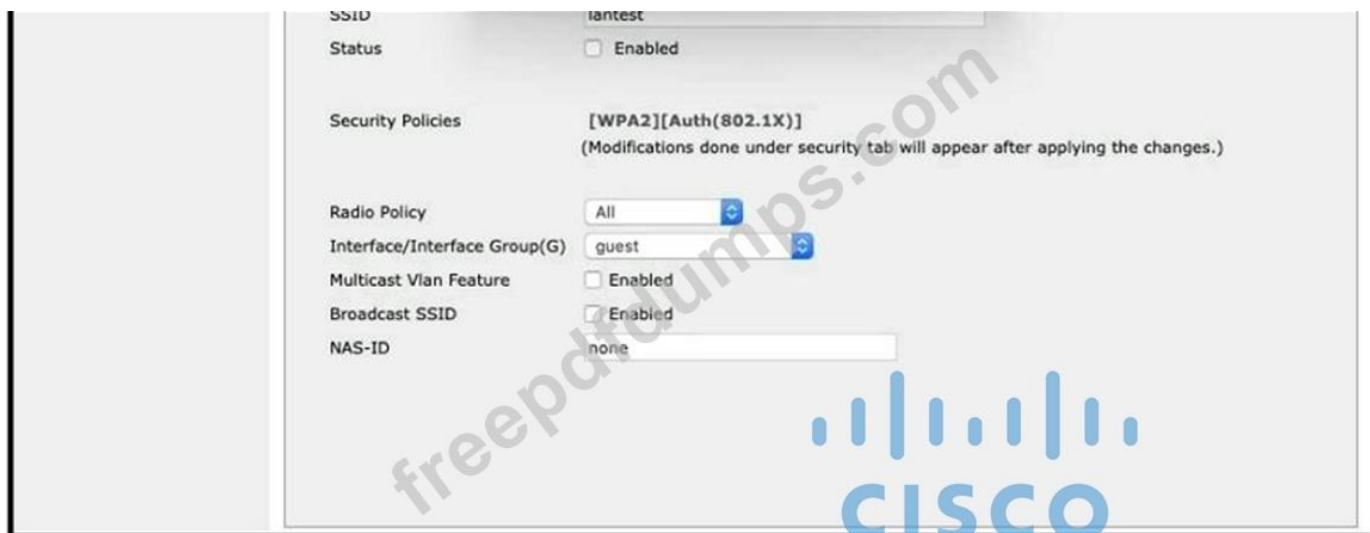 SSID lantest
Status Enabled
Security Policies [WPA2][Auth(802.1X)]
(Modifications done under security tab will appear after applying the changes.)
Radio Policy All
Interface/Interface Group(G) guest
Multicast Vlan Feature Enabled
Broadcast SSID Enabled
NAS-ID none
freepdfdumps.com
CISCO